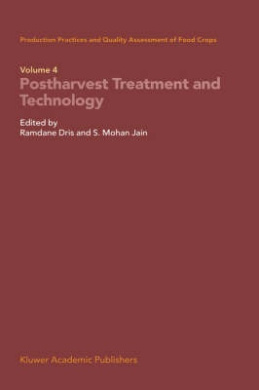 Production Practices and Quality Assessment of Food Crops
Volume 4
Postharvest Treatment and
Technology
Edited by
Ramdane Dris and S. Mohan Jain
Kluwer Academic Publishers